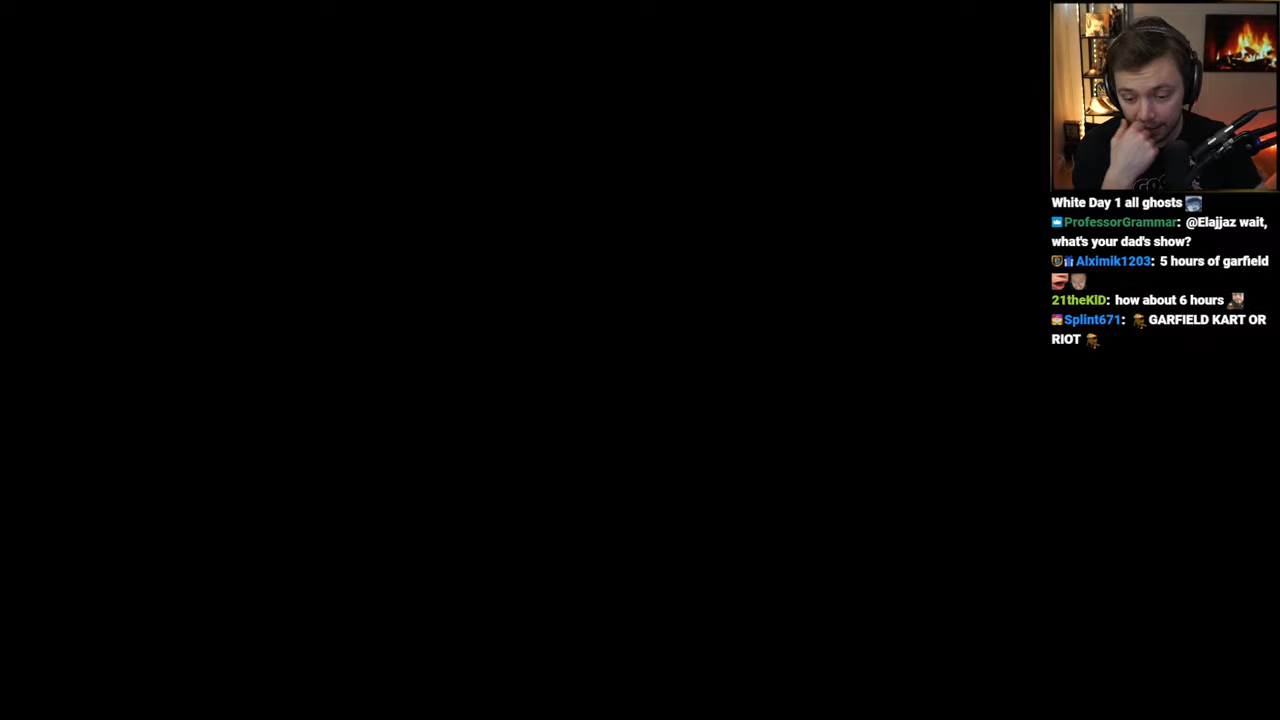 White Day 1 all ghosts
ProfessorGrammar: @Elajjaz wait,
what's your dad's show?
Alximik1203: 5 hours of garfield
21theKiD: how about 6 hours
Splint671: GARFIELD KART OR
RIOT